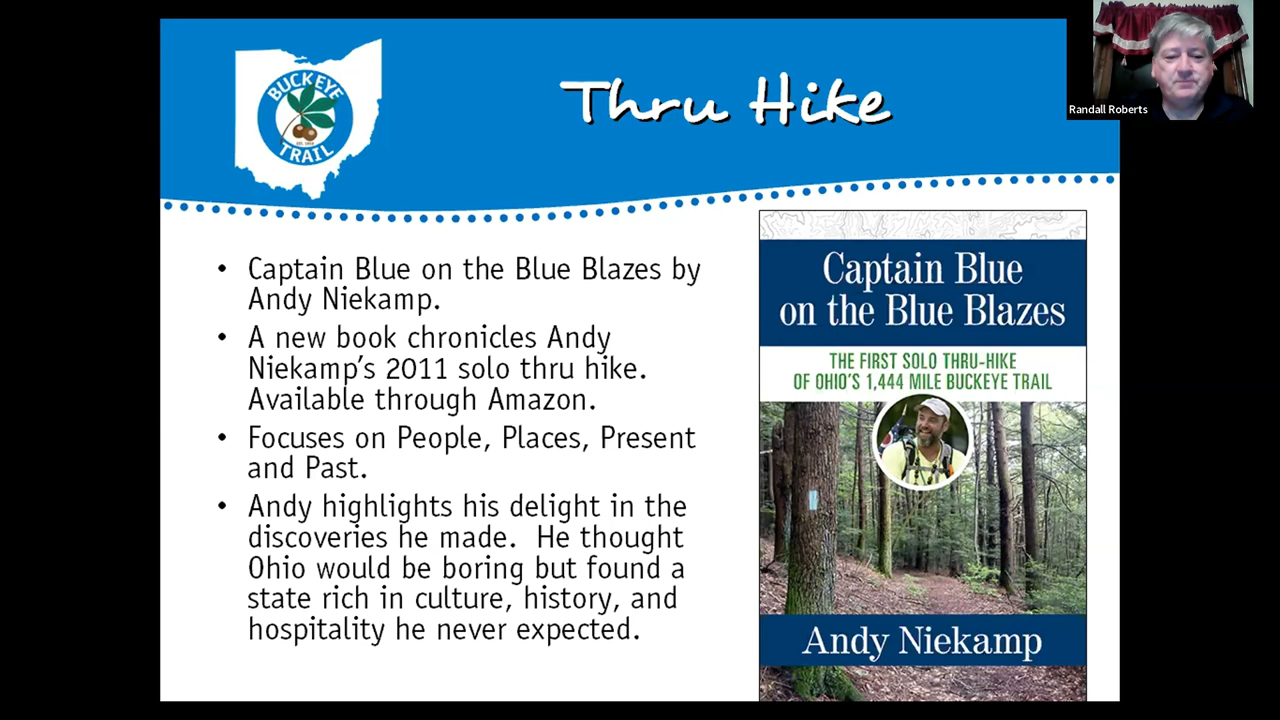 BUCKEYE
TRAIL
Thru Hike
Randall Roberts
• Captain Blue on the Blue Blazes by
Andy Niekamp.
• A new book chronicles Andy
Niekamp's 2011 solo thru hike.
Available through Amazon.
• Focuses on People, Places, Present
and Past.
• Andy highlights his delight in the
discoveries he made.  He thought
Ohio would be boring but found a
state rich in culture, history, and
hospitality he never expected.
Captain Blue
on the Blue Blazes
THE FIRST SOLO THRU-HIKE
OF OHIO'S 1,444 MILE BUCKEYE TRAIL
Andy Niekamp